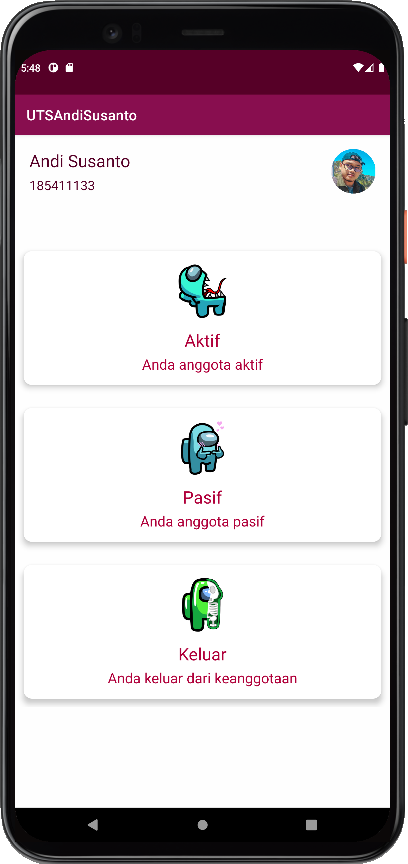 5:48
UTSAndiSusanto
Andi Susanto
185411133
Aktif
Anda anggota aktif
Pasif
Anda anggota pasif
Keluar
Anda keluar dari keanggotaan